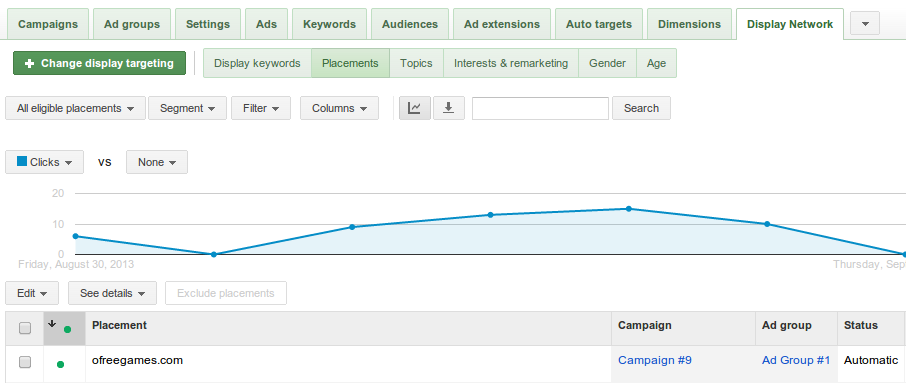 Campaigns Ad groups Settings Ads Keywords Audiences Ad extensions Auto targets Dimensions Display Network
+ Change display targeting Display keywords Placements Topics Interests & remarketing Gender Age
All eligible placements Segment Filter Columns Search
Clicks vs None
20
10
0
Friday, August 30, 2013 Thursday, Sep
Edit See details Exclude placements
Placement Campaign Ad group Status
ofreegames.com Campaign #9 Ad Group #1 Automatic